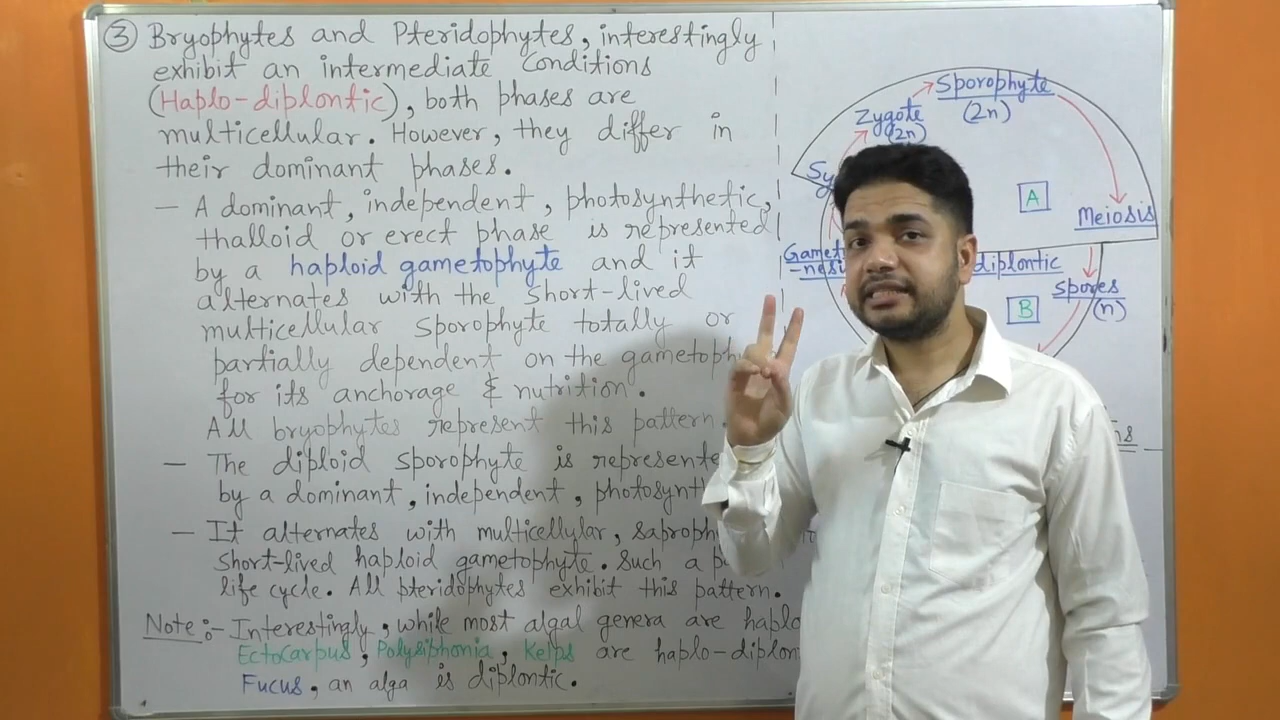 ③ Bryophytes and Pteridophytes, interestingly
exhibit an intermediate Conditions
(Haplo-diplontic), both phases are
multicellular. However, they differ in
their dominant phases.
- A dominant, independent, photosynthetic,
thalloid or erect phase is represented
by a haploid gametophyte and it
alternates with the short-lived
multicellular sporophyte totally or
partially dependent on the
for its anchorage & nutrition.
All bryophytes represent this pattern.
- The diploid sporophyte is
by a dominant, independent,
- It alternates with multicellylar,
short-lived haploid gametophyte. Such a
life cycle. All pteridophytes exhibit this pattern.
Note:- Interestingly, while most algal genera are
Ectocarpus, Polysiphonia, Kelps are
Fucus, an alga is diplontic.
Sporophyte
(2n)
Zygote
(2n)
A
Meiosis
diplontic
B
spores
(n)